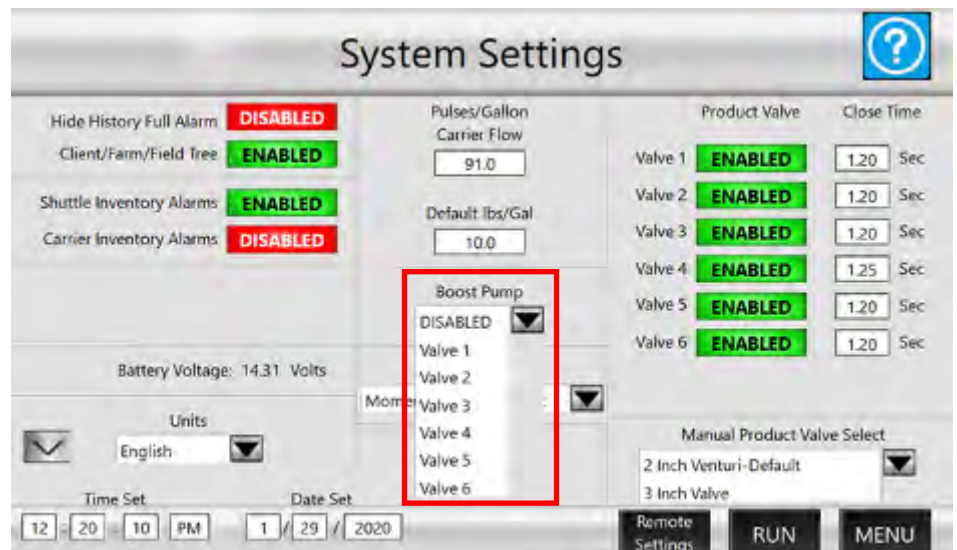 System Settings
?
Hide History Full Alarm DISABLED
Client/Farm/Field Tree ENABLED
Shuttle Inventory Alarms ENABLED
Carrier Inventory Alarms DISABLED
Battery Voltage: 14.31 Volts
Units
English
Time Set
12 : 20 : 10 PM
Date Set
1 / 29 / 2020
Pulses/Gallon
Carrier Flow
91.0
Default lbs/Gal
10.0
Boost Pump
DISABLED
Valve 1
Valve 2
Valve 3
Valve 4
Valve 5
Valve 6
Product Valve Close Time
Valve 1 ENABLED 1.20 Sec
Valve 2 ENABLED 1.20 Sec
Valve 3 ENABLED 1.20 Sec
Valve 4 ENABLED 1.25 Sec
Valve 5 ENABLED 1.20 Sec
Valve 6 ENABLED 1.20 Sec
Manual Product Valve Select
2 Inch Venturi-Default
3 Inch Valve
Remote
Settings
RUN
MENU